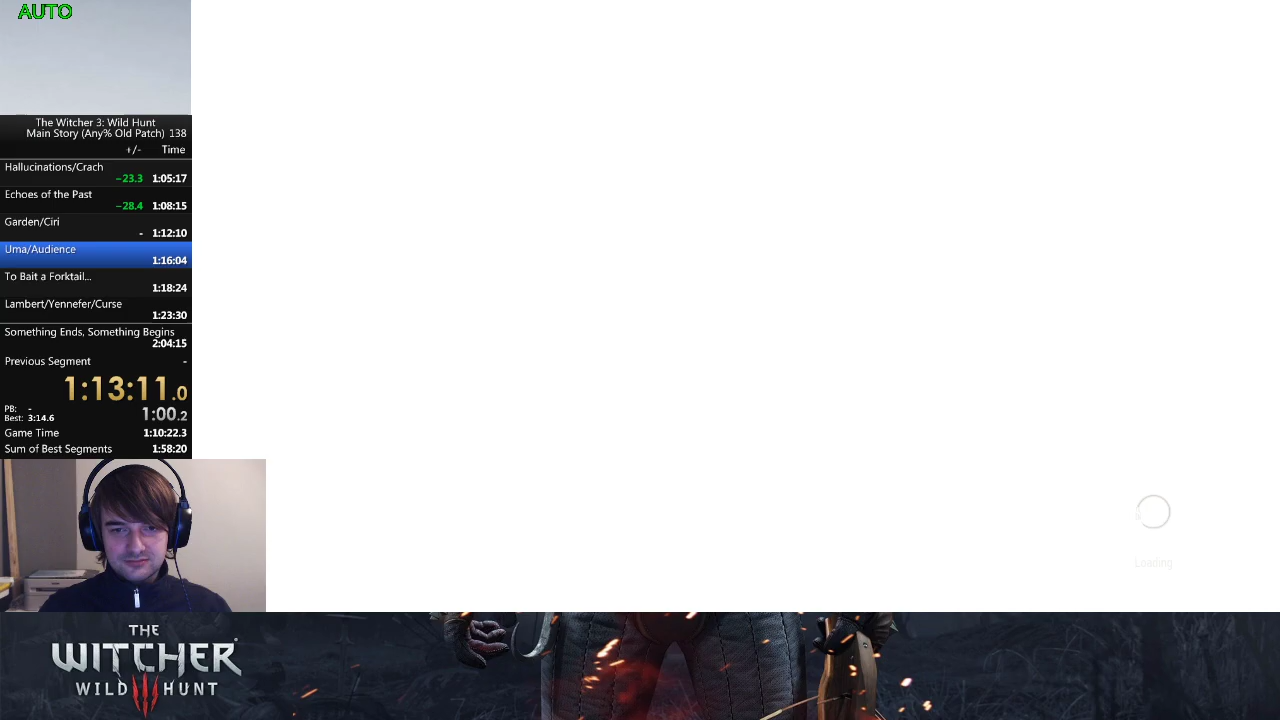 AUTO
The Witcher 3: Wild Hunt
Main Story (Any% Old Patch) 138
+/- Time
Hallucinations/Crach
−23.3 1:05:17
Echoes of the Past
−28.4 1:08:15
Garden/Ciri
- 1:12:10
Uma/Audience
1:16:04
To Bait a Forktail...
1:18:24
Lambert/Yennefer/Curse
1:23:30
Something Ends, Something Begins
2:04:15
Previous Segment -
1:13:11.0
PB: -
Best: 3:14.6
1:00.2
Game Time 1:10:22.3
Sum of Best Segments 1:58:20
Loading
THE
WITCHER
WILD III HUNT